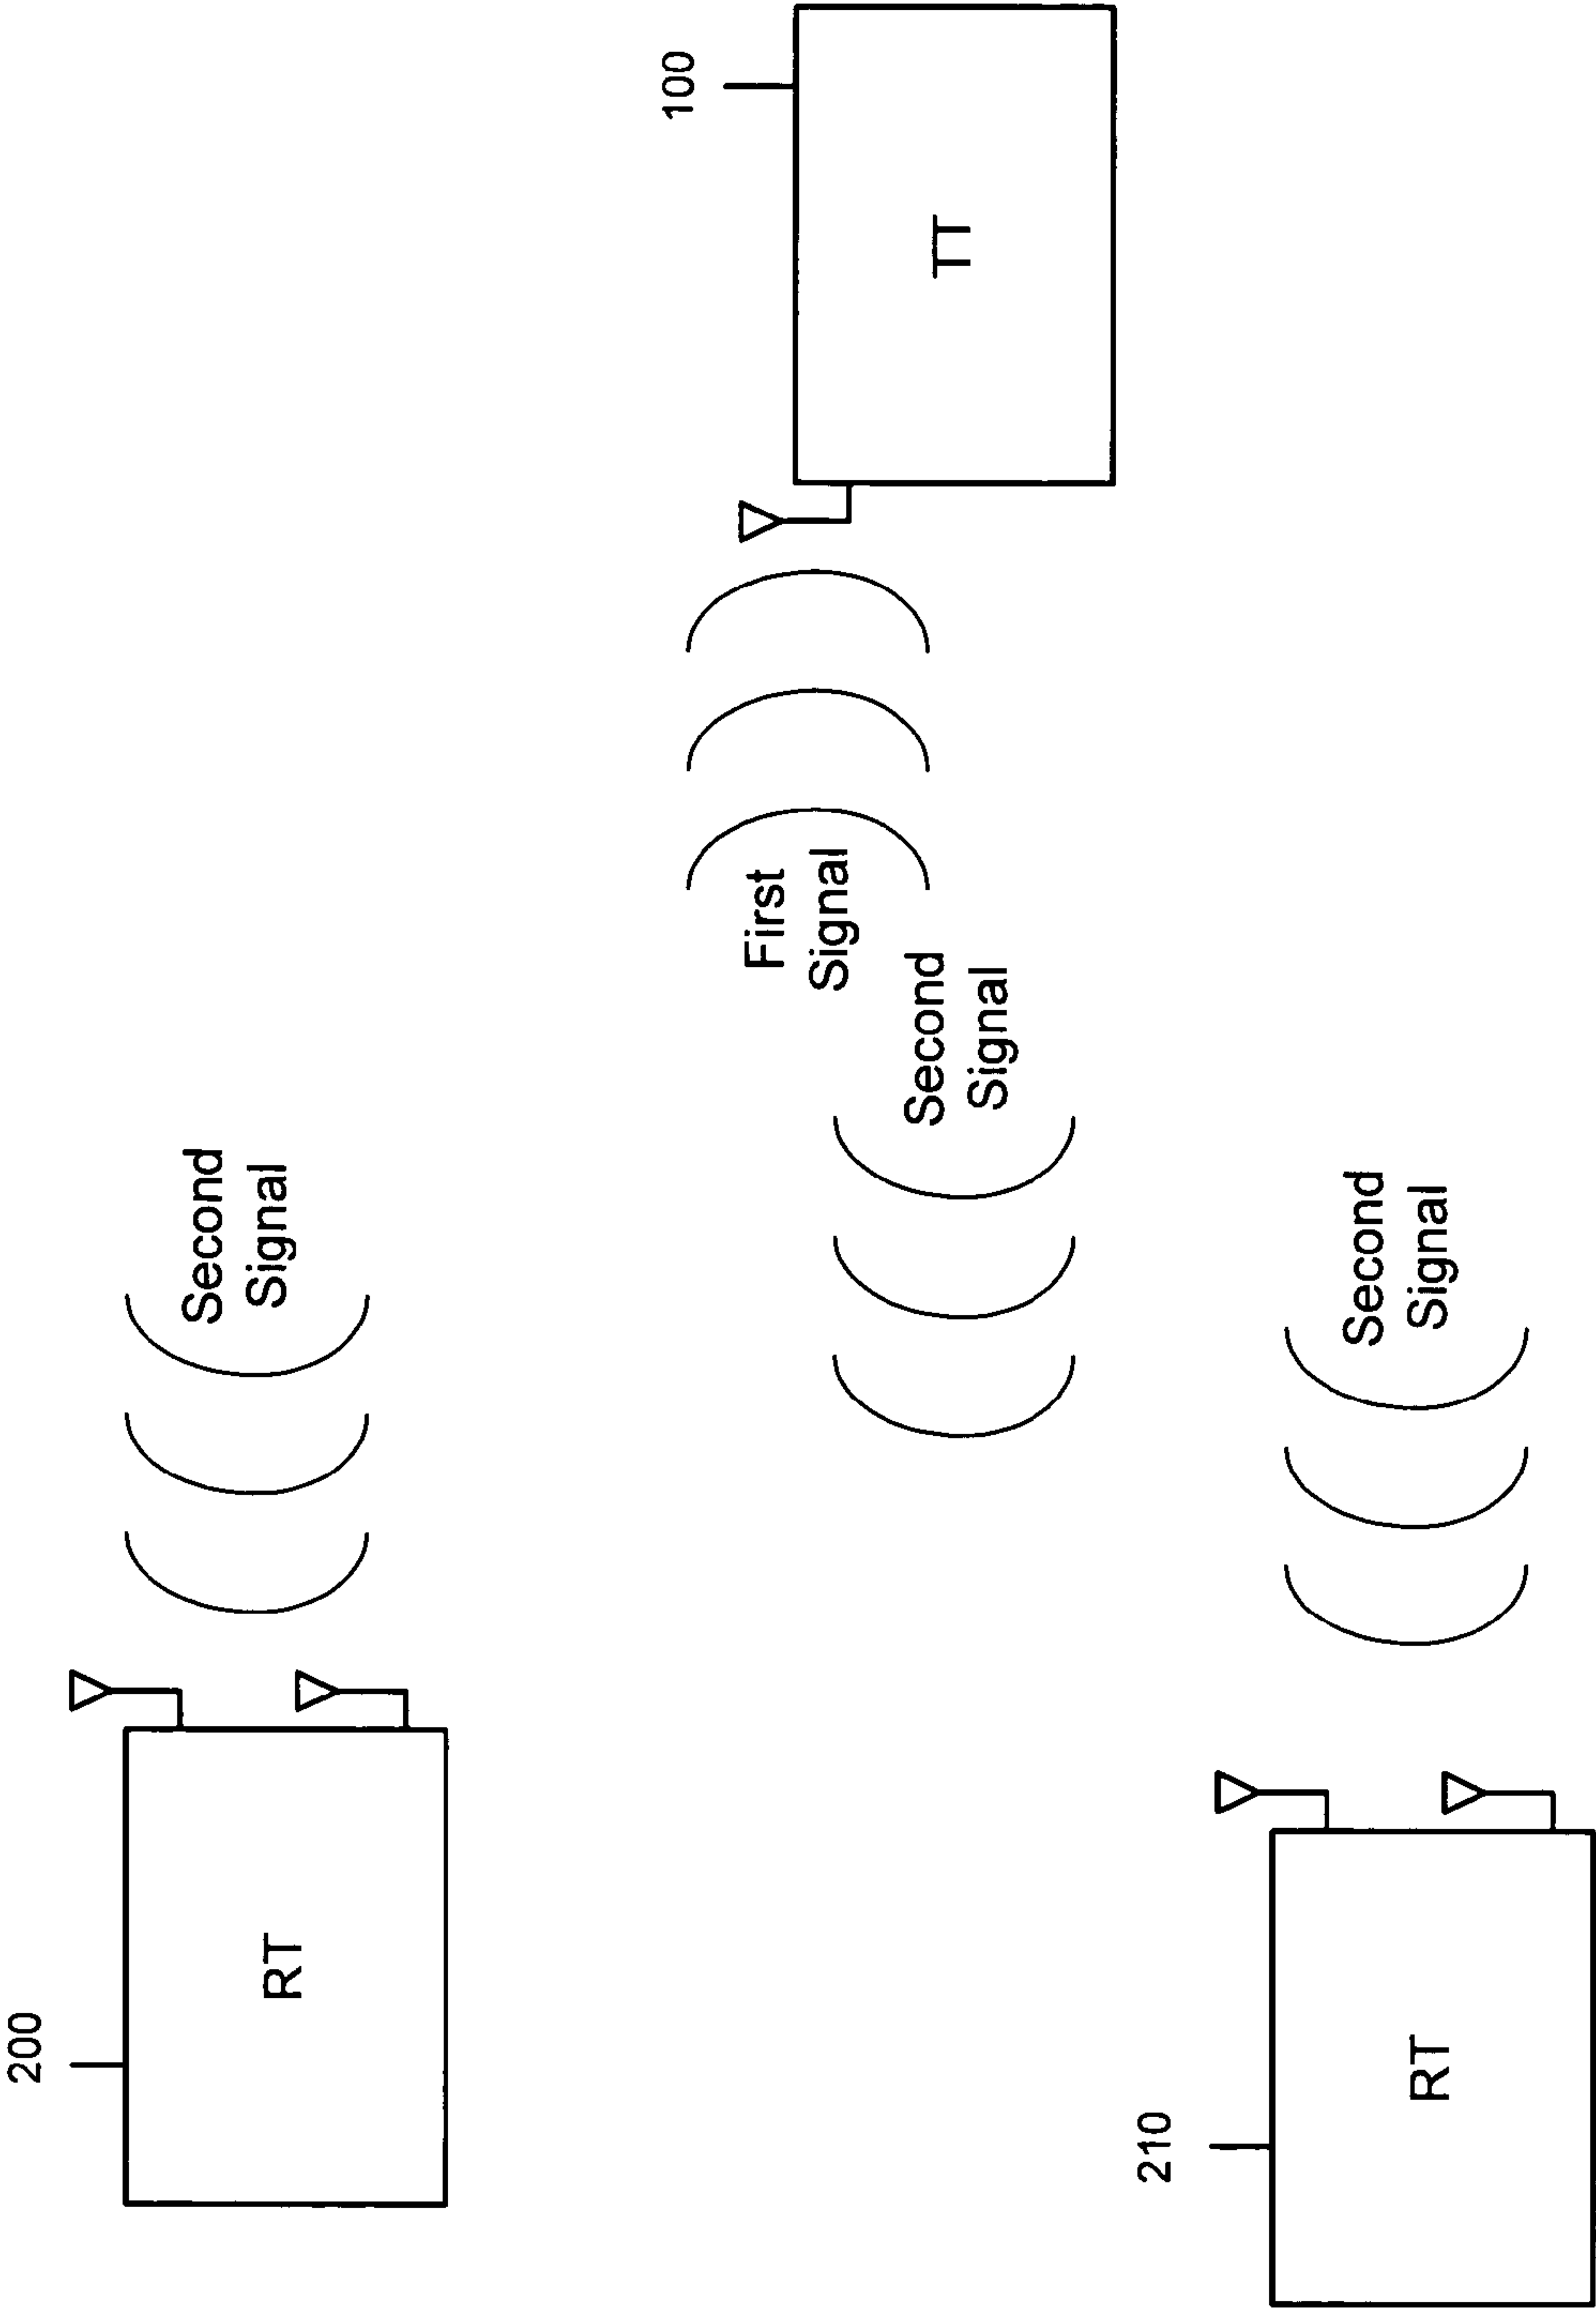 200
RT
Second
Signal
100
First
Signal
TT
Second
Signal
210
RT
Second
Signal